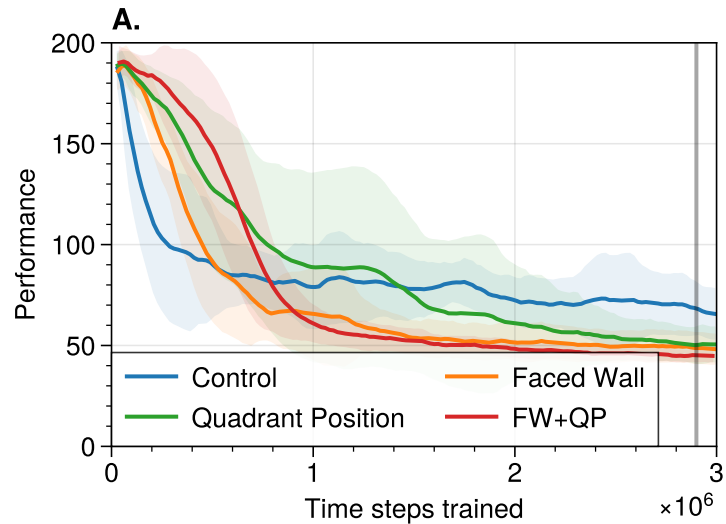 A.
200
150
100
50
0
Performance
Control
Faced Wall
Quadrant Position
FW+QP
0
1
2
3
Time steps trained
×10⁶